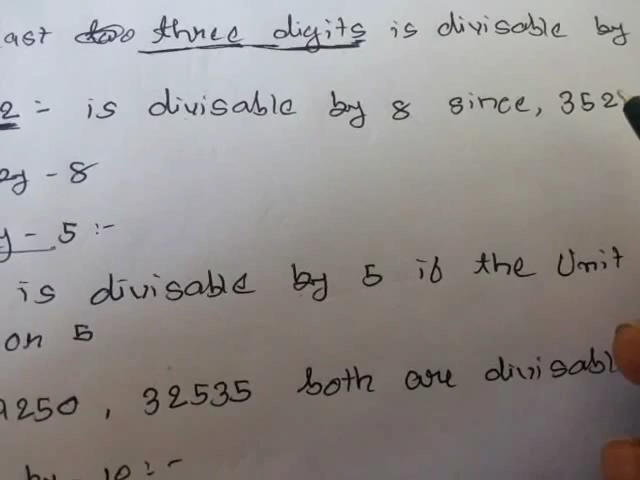 ast three digits is divisable by
2 :- is divisable by 8 since, 352
y - 8
y - 5 :-
is divisable by 5 if the Unit
on 5
9250 , 32535 both are divisabl
by 10 :-